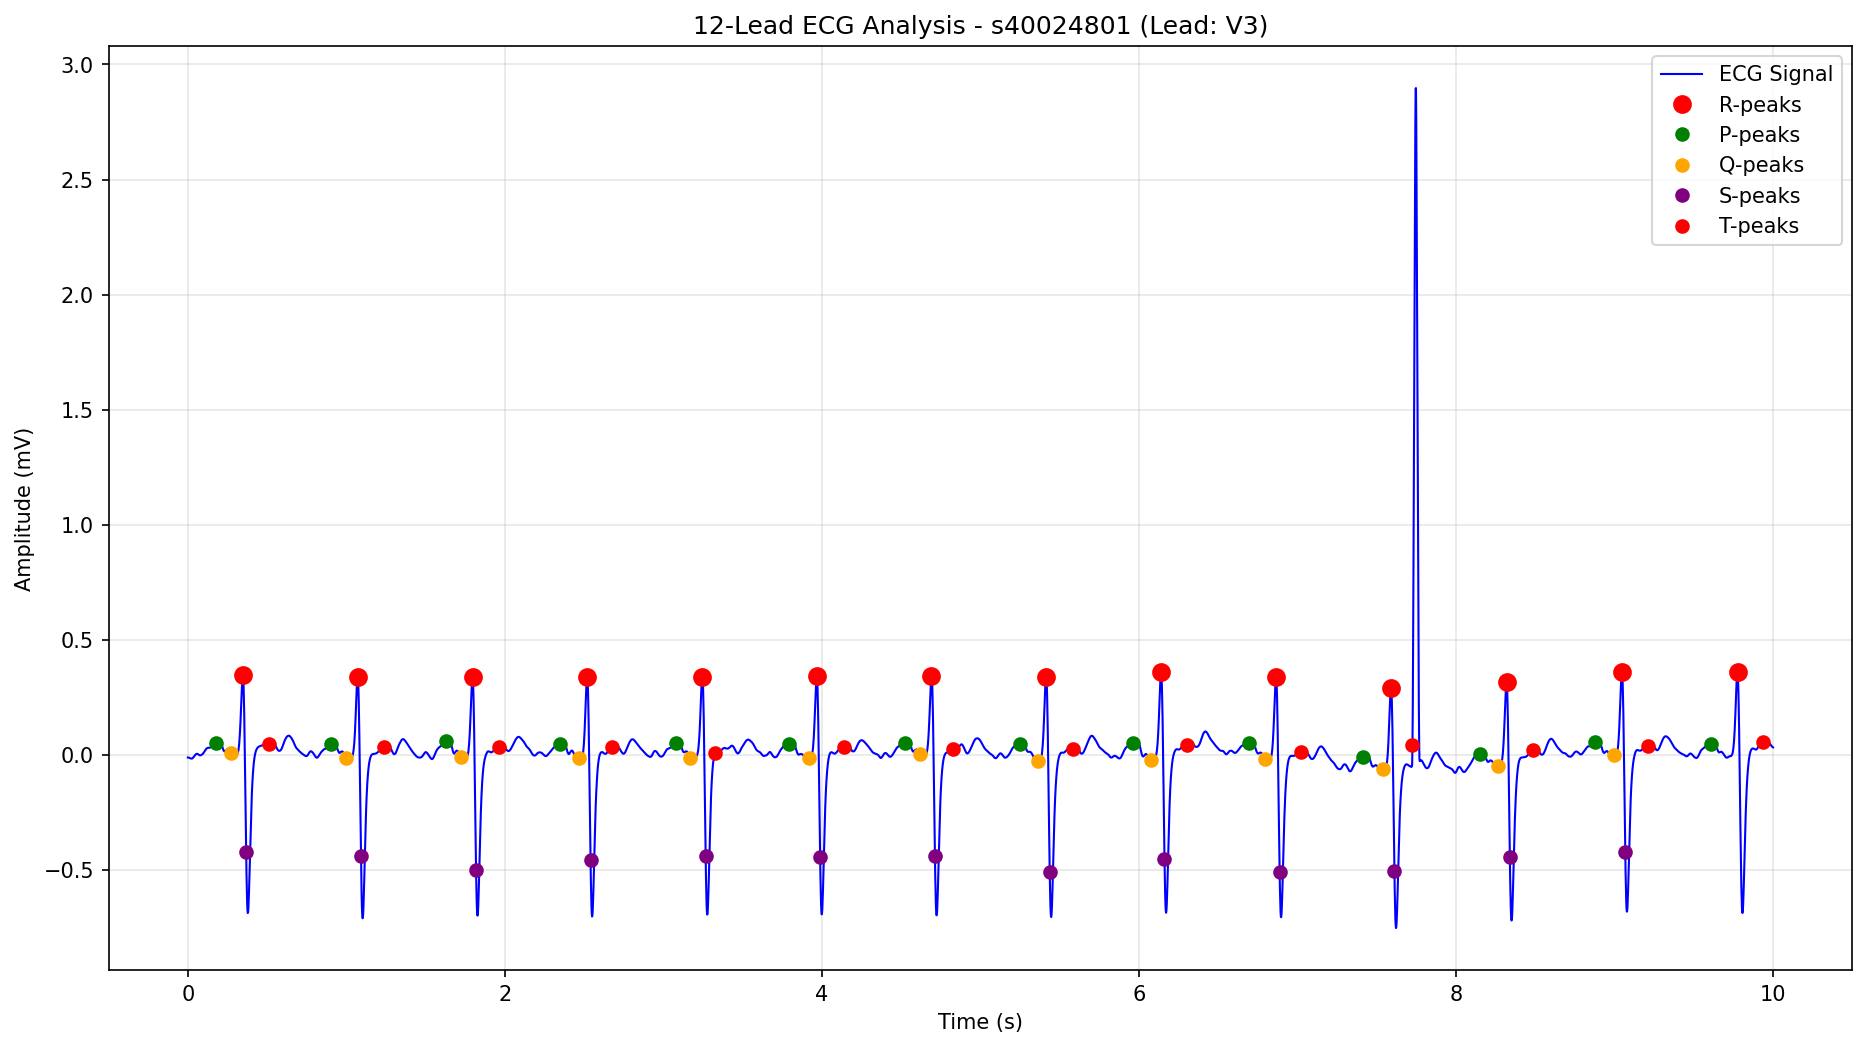 12-Lead ECG Analysis - s40024801 (Lead: V3)
3.0
2.5
2.0
1.5
1.0
0.5
0.0
−0.5
Amplitude (mV)
ECG Signal
R-peaks
P-peaks
Q-peaks
S-peaks
T-peaks
0 2 4 6 8 10
Time (s)